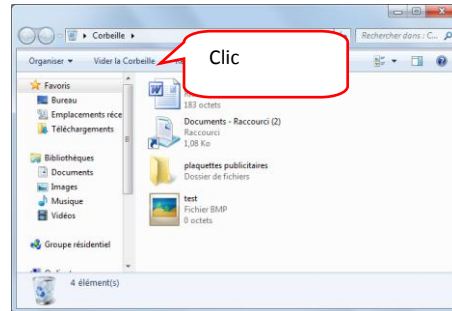 Corbeille
Rechercher dans : C...
Organiser
Vider la Corbeille
Clic
Favoris
Bureau
Emplacements réce
Téléchargements
Bibliothèques
Documents
Images
Musique
Vidéos
Groupe résidentiel
183 octets
Documents - Raccourci (2)
Raccourci
1,08 Ko
plaquettes publicitaires
Dossier de fichiers
test
Fichier BMP
0 octets
4 élément(s)